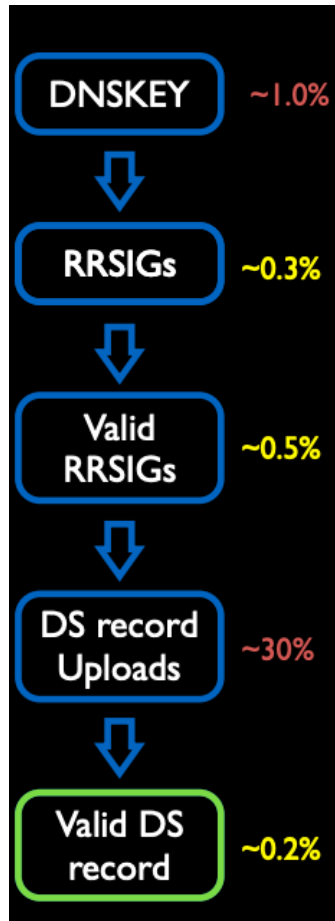 DNSKEY ~1.0%
RRSIGs ~0.3%
Valid
RRSIGs ~0.5%
DS record
Uploads ~30%
Valid DS
record ~0.2%